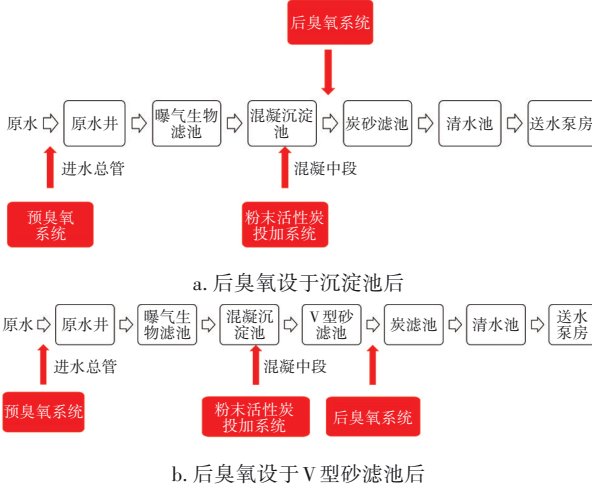 后臭氧系统
原水
原水井
曝气生物
滤池
混凝沉淀
池
炭砂滤池
清水池
送水泵房
进水总管
混凝中段
预臭氧
系统
粉末活性炭
投加系统
a. 后臭氧设于沉淀池后
原水
原水井
曝气生
物滤池
混凝沉
淀池
V型砂
滤池
炭滤池
清水池
送水
泵房
进水总管
混凝中段
预臭氧系统
粉末活性炭
投加系统
后臭氧系统
b. 后臭氧设于V型砂滤池后